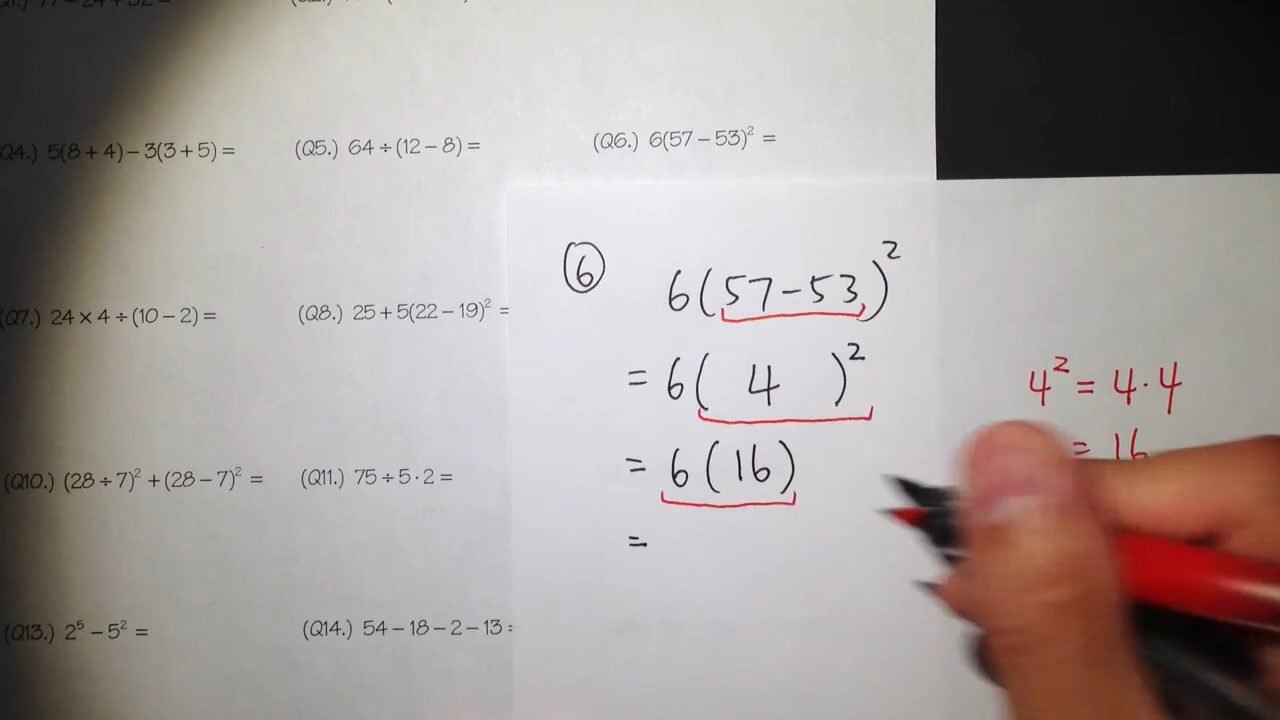 (Q4.) 5(8 + 4) – 3(3 + 5) =
(Q5.) 64 ÷ (12 – 8) =
(Q6.) 6(57 – 53)² =
⑥ 6(57-53)²
= 6( 4 )²
4² = 4·4
= 6(16)
= 16
=
(Q7.) 24 × 4 ÷ (10 – 2) =
(Q8.) 25 + 5(22 – 19)² =
(Q10.) (28 ÷ 7)² + (28 – 7)² =
(Q11.) 75 ÷ 5 · 2 =
(Q13.) 2⁵ – 5² =
(Q14.) 54 – 18 – 2 – 13 =